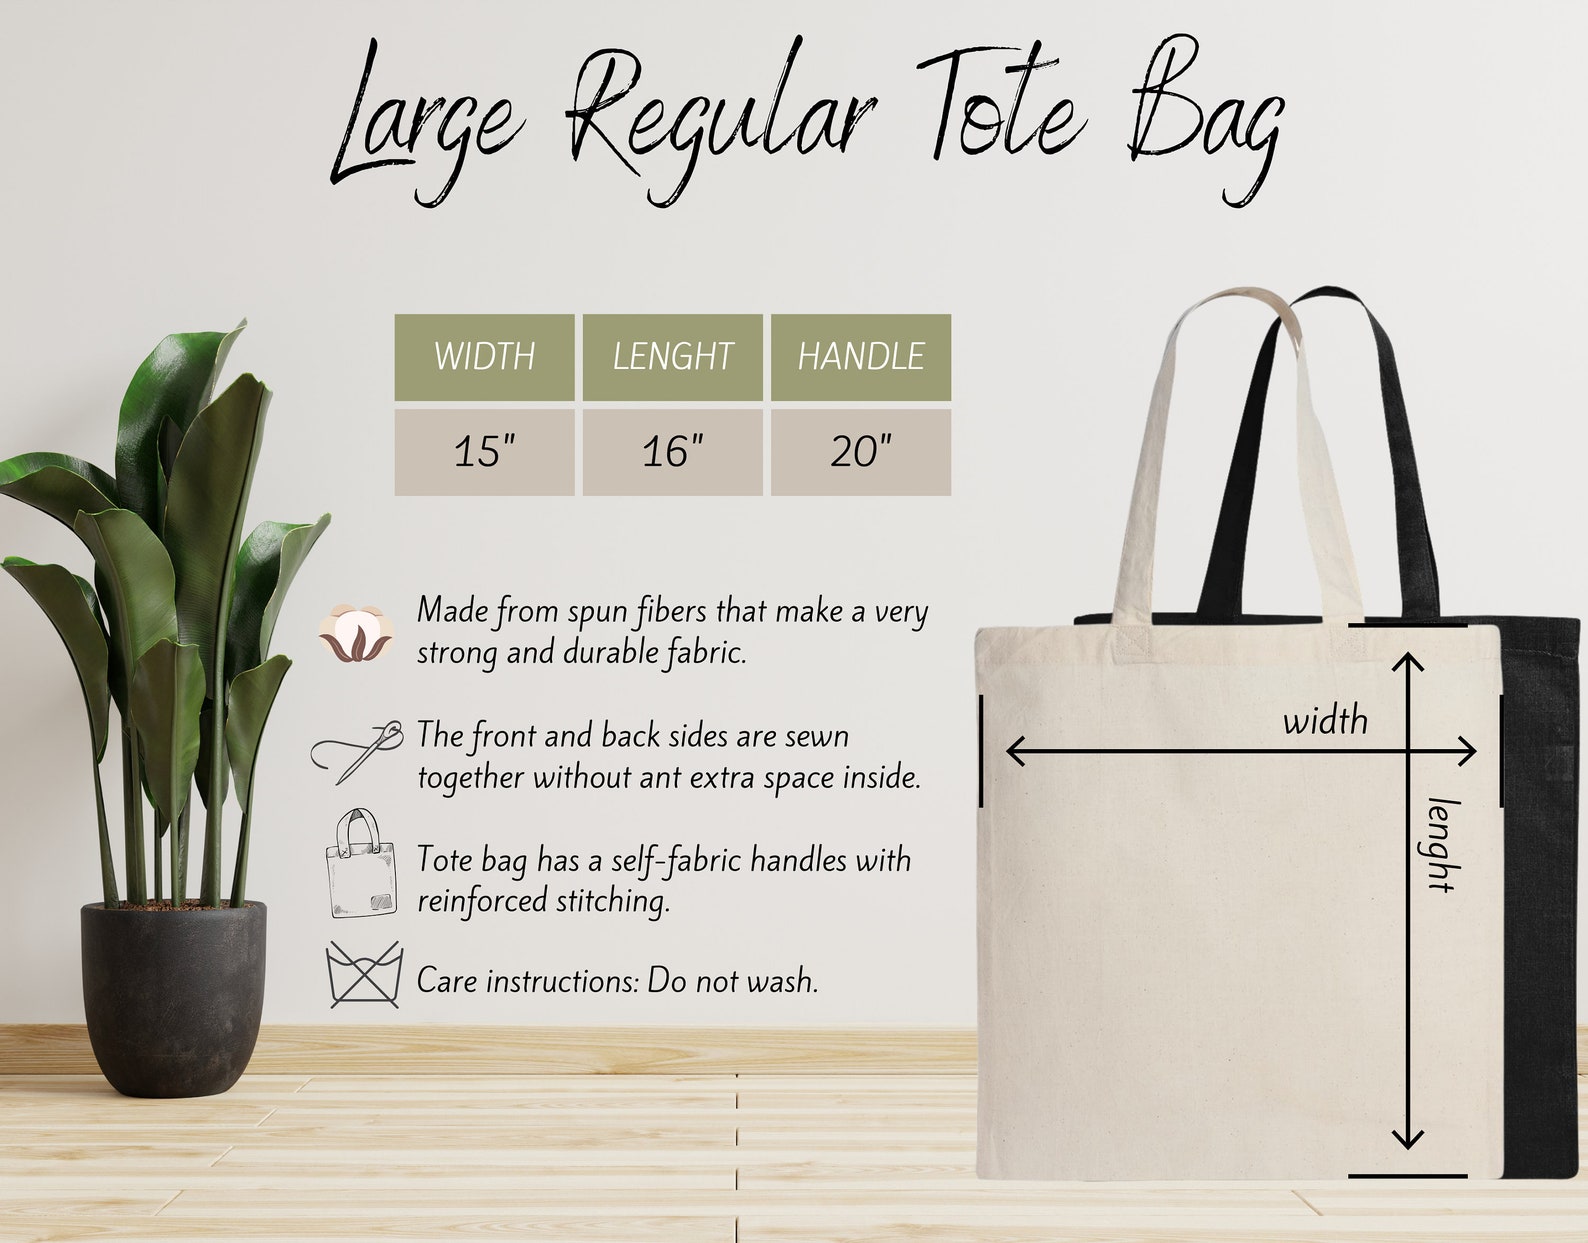 Large Regular Tote Bag
WIDTH LENGHT HANDLE
15" 16" 20"
Made from spun fibers that make a very
strong and durable fabric.
The front and back sides are sewn
together without ant extra space inside.
Tote bag has a self-fabric handles with
reinforced stitching.
Care instructions: Do not wash.
width
lenght